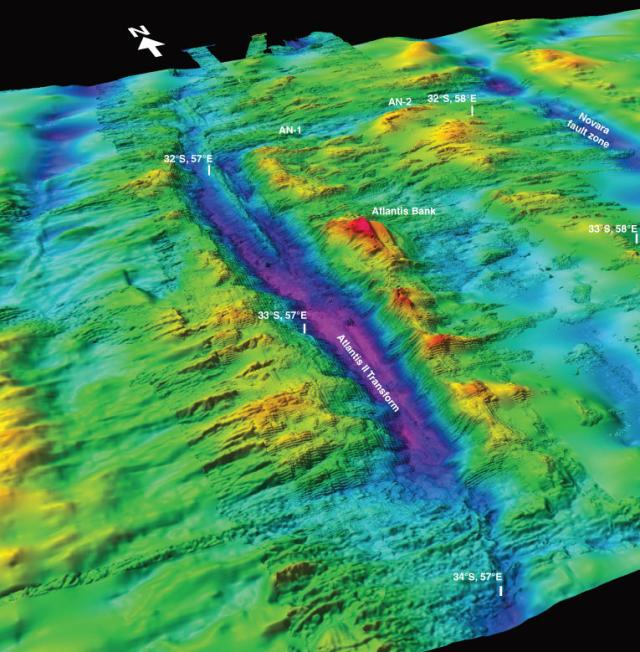 N
AN-2
32°S, 58°E
Novara
fault zone
AN-1
32°S, 57°E
Atlantis Bank
33°S, 58°E
33°S, 57°E
Atlantis II Transform
34°S, 57°E